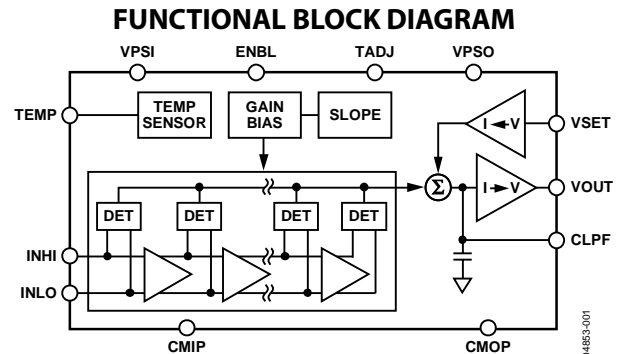 FUNCTIONAL BLOCK DIAGRAM
VPSI ENBL TADJ VPSO
TEMP
TEMP SENSOR
GAIN BIAS
SLOPE
I V
VSET
Σ
I V
VOUT
DET DET DET DET
CLPF
INHI
INLO
CMIP CMOP
04853-001